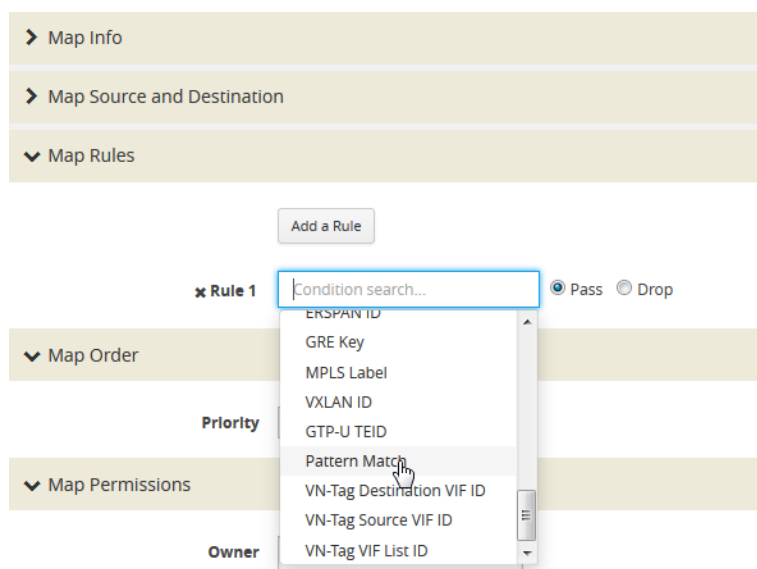 Map Info
Map Source and Destination
Map Rules
Add a Rule
Rule 1 Condition search... Pass Drop
ERSPAN ID
GRE Key
Map Order
MPLS Label
VXLAN ID
Priority
GTP-U TEID
Pattern Match
Map Permissions
VN-Tag Destination VIF ID
VN-Tag Source VIF ID
Owner
VN-Tag VIF List ID